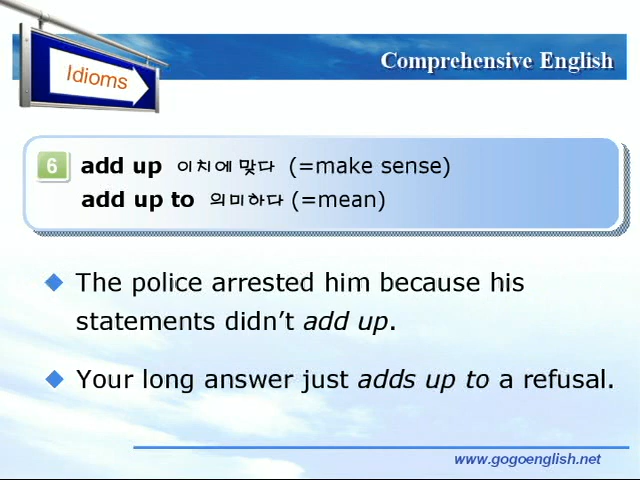 Idioms
Comprehensive English
6 add up 이치에 맞다 (=make sense)
add up to 의미하다 (=mean)
The police arrested him because his
statements didn’t add up.
Your long answer just adds up to a refusal.
www.gogoenglish.net